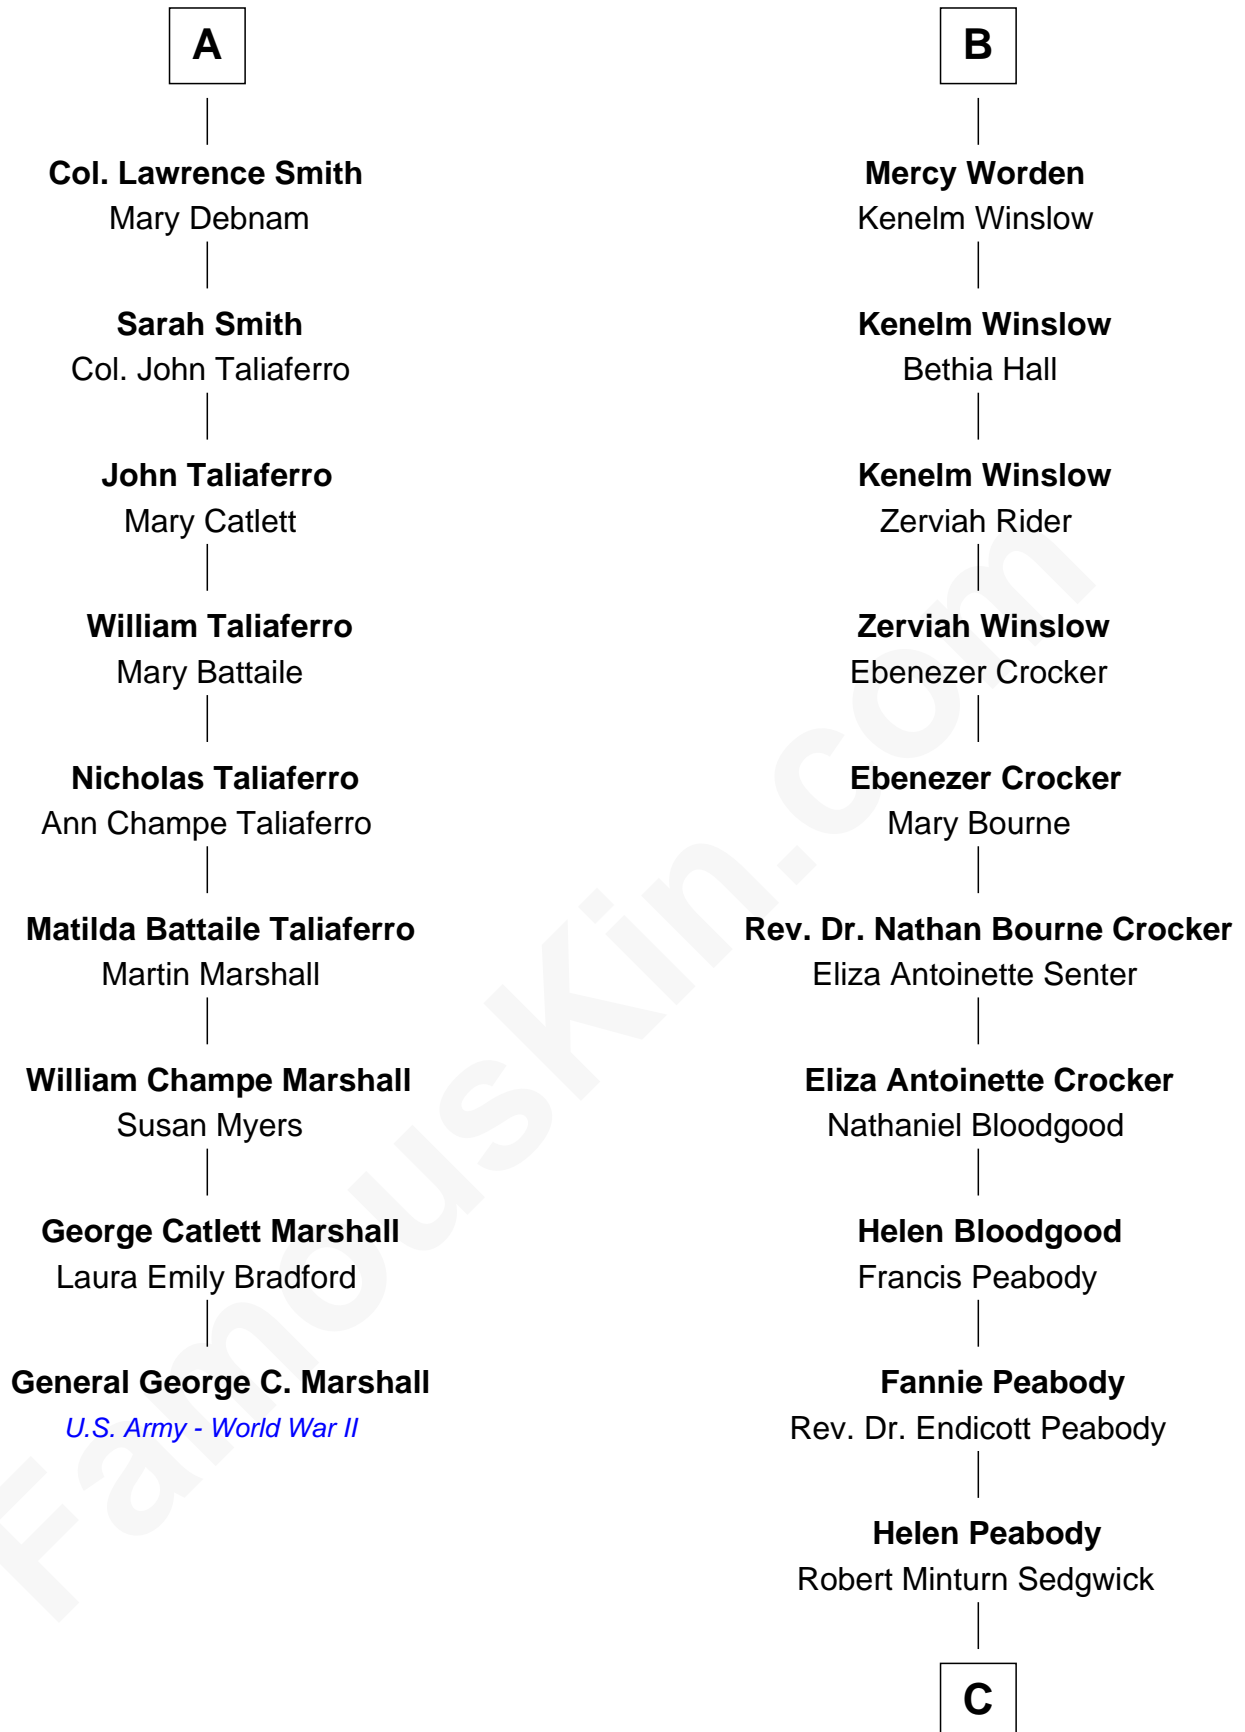 A
Col. Lawrence Smith
Mary Debnam
Sarah Smith
Col. John Taliaferro
John Taliaferro
Mary Catlett
William Taliaferro
Mary Battaile
Nicholas Taliaferro
Ann Champe Taliaferro
Matilda Battaile Taliaferro
Martin Marshall
William Champe Marshall
Susan Myers
George Catlett Marshall
Laura Emily Bradford
General George C. Marshall
U.S. Army - World War II
B
Mercy Worden
Kenelm Winslow
Kenelm Winslow
Bethia Hall
Kenelm Winslow
Zerviah Rider
Zerviah Winslow
Ebenezer Crocker
Ebenezer Crocker
Mary Bourne
Rev. Dr. Nathan Bourne Crocker
Eliza Antoinette Senter
Eliza Antoinette Crocker
Nathaniel Bloodgood
Helen Bloodgood
Francis Peabody
Fannie Peabody
Rev. Dr. Endicott Peabody
Helen Peabody
Robert Minturn Sedgwick
C
FamousKin.com